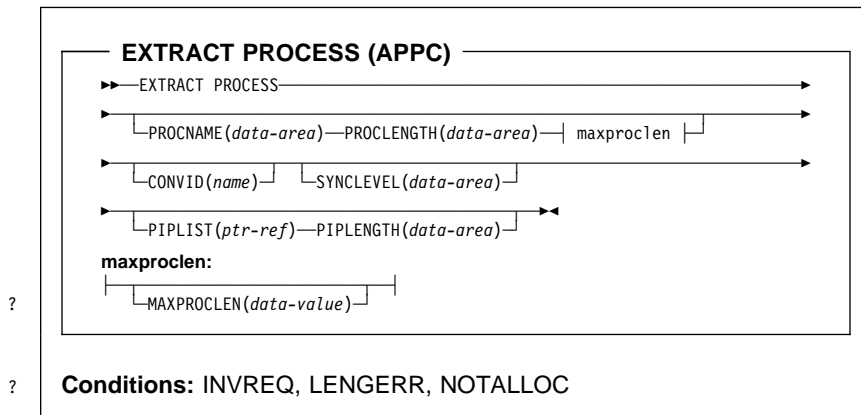 EXTRACT PROCESS (APPC)
EXTRACT PROCESS
PROCNAME(data-area) PROCLENGTH(data-area) maxproclen
CONVID(name) SYNCLEVEL(data-area)
PIPLIST(ptr-ref) PIPLENGTH(data-area)
maxproclen:
? MAXPROCLEN(data-value)
? Conditions: INVREQ, LENGERR, NOTALLOC